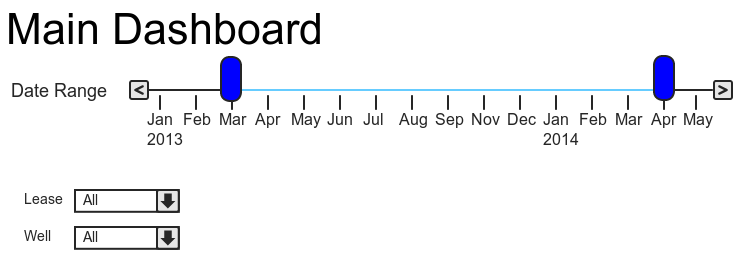 Main Dashboard
Date Range < >
Jan Feb Mar Apr May Jun Jul Aug Sep Nov Dec Jan Feb Mar Apr May
2013 2014
Lease All
Well All